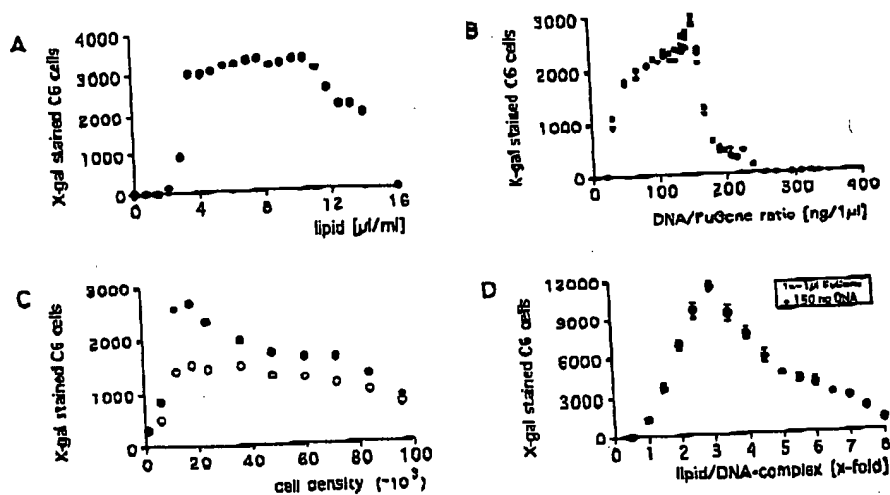 A
X-gal stained C6 cells
4000
3000
2000
1000
0
0 4 8 12 16
lipid [µl/ml]
B
X-gal stained C6 cells
3000
2000
1000
0
0 100 200 300 400
DNA/FuGene ratio [ng/1µl]
C
X-gal stained C6 cells
3000
2000
1000
0
0 20 40 60 80 100
cell density (*10³)
D
X-gal stained C6 cells
12000
9000
6000
3000
0
0 1 2 3 4 5 6 7 8
lipid/DNA-complex [x-fold]
150 ng DNA